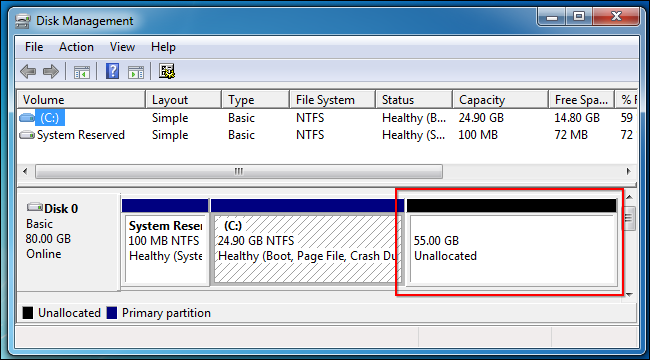 Disk Management
File Action View Help
Volume Layout Type File System Status Capacity Free Spa... % F
(C:) Simple Basic NTFS Healthy (B... 24.90 GB 14.80 GB 59
System Reserved Simple Basic NTFS Healthy (S... 100 MB 72 MB 72
Disk 0
Basic
80.00 GB
Online
System Reser
100 MB NTFS
Healthy (Syste
(C:)
24.90 GB NTFS
Healthy (Boot, Page File, Crash Du
55.00 GB
Unallocated
Unallocated Primary partition